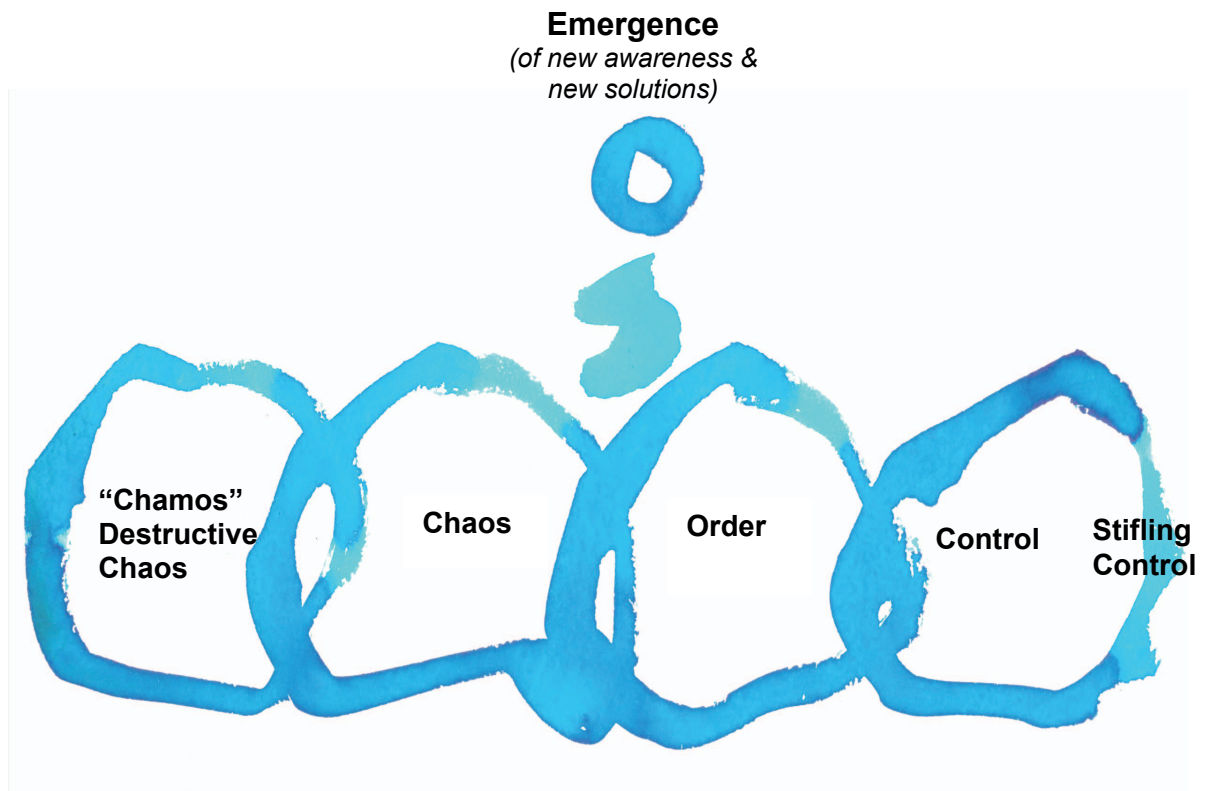 Emergence
(of new awareness &
new solutions)
“Chamos”
Destructive
Chaos
Chaos
Order
Control
Stifling
Control